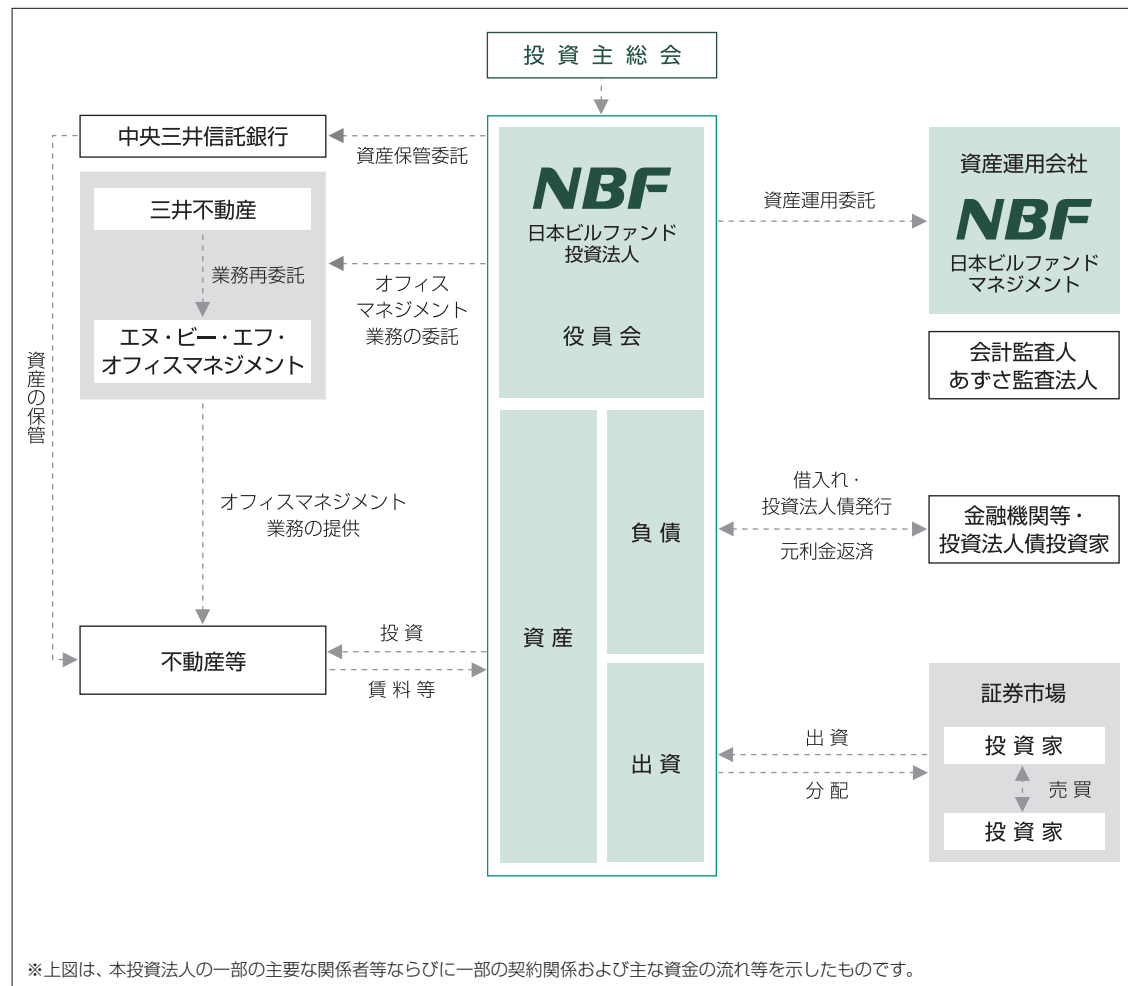 投資主総会
中央三井信託銀行
資産保管委託
三井不動産
業務再委託
エヌ・ビー・エフ・
オフィスマネジメント
オフィス
マネジメント
業務の委託
資産の保管
オフィスマネジメント
業務の提供
不動産等
投資
賃料等
NBF
日本ビルファンド
投資法人
役員会
資産
負債
出資
資産運用委託
資産運用会社
NBF
日本ビルファンド
マネジメント
会計監査人
あずさ監査法人
借入れ・
投資法人債発行
元利金返済
金融機関等・
投資法人債投資家
出資
分配
証券市場
投資家
売買
投資家
※上図は、本投資法人の一部の主要な関係者等ならびに一部の契約関係および主な資金の流れ等を示したものです。